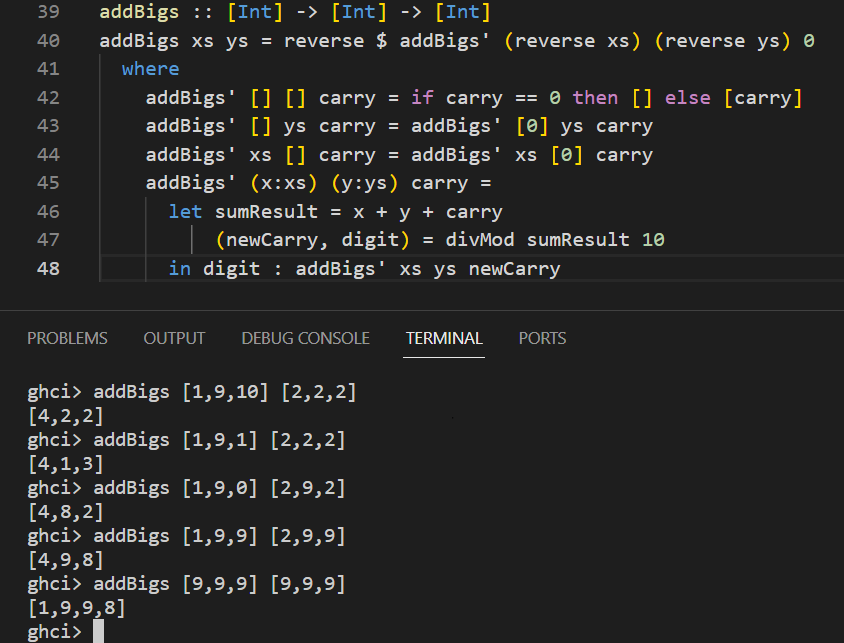 39 addBigs :: [Int] -> [Int] -> [Int]
40 addBigs xs ys = reverse $ addBigs' (reverse xs) (reverse ys) 0
41   where
42     addBigs' [] [] carry = if carry == 0 then [] else [carry]
43     addBigs' [] ys carry = addBigs' [0] ys carry
44     addBigs' xs [] carry = addBigs' xs [0] carry
45     addBigs' (x:xs) (y:ys) carry =
46       let sumResult = x + y + carry
47           (newCarry, digit) = divMod sumResult 10
48       in digit : addBigs' xs ys newCarry
PROBLEMS OUTPUT DEBUG CONSOLE TERMINAL PORTS
ghci> addBigs [1,9,10] [2,2,2]
[4,2,2]
ghci> addBigs [1,9,1] [2,2,2]
[4,1,3]
ghci> addBigs [1,9,0] [2,9,2]
[4,8,2]
ghci> addBigs [1,9,9] [2,9,9]
[4,9,8]
ghci> addBigs [9,9,9] [9,9,9]
[1,9,9,8]
ghci>